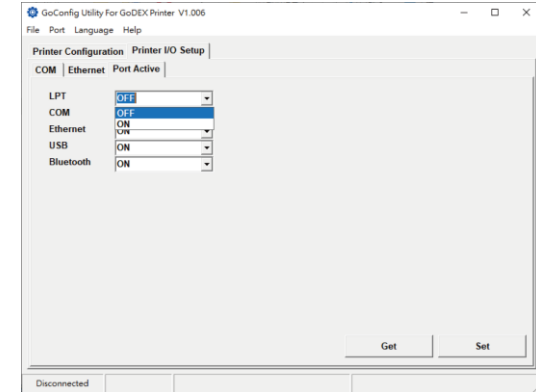 GoConfig Utility For GoDEX Printer V1.006
File Port Language Help
Printer Configuration Printer I/O Setup
COM Ethernet Port Active
LPT OFF
COM OFF
ON
Ethernet ON
USB ON
Bluetooth ON
Get Set
Disconnected